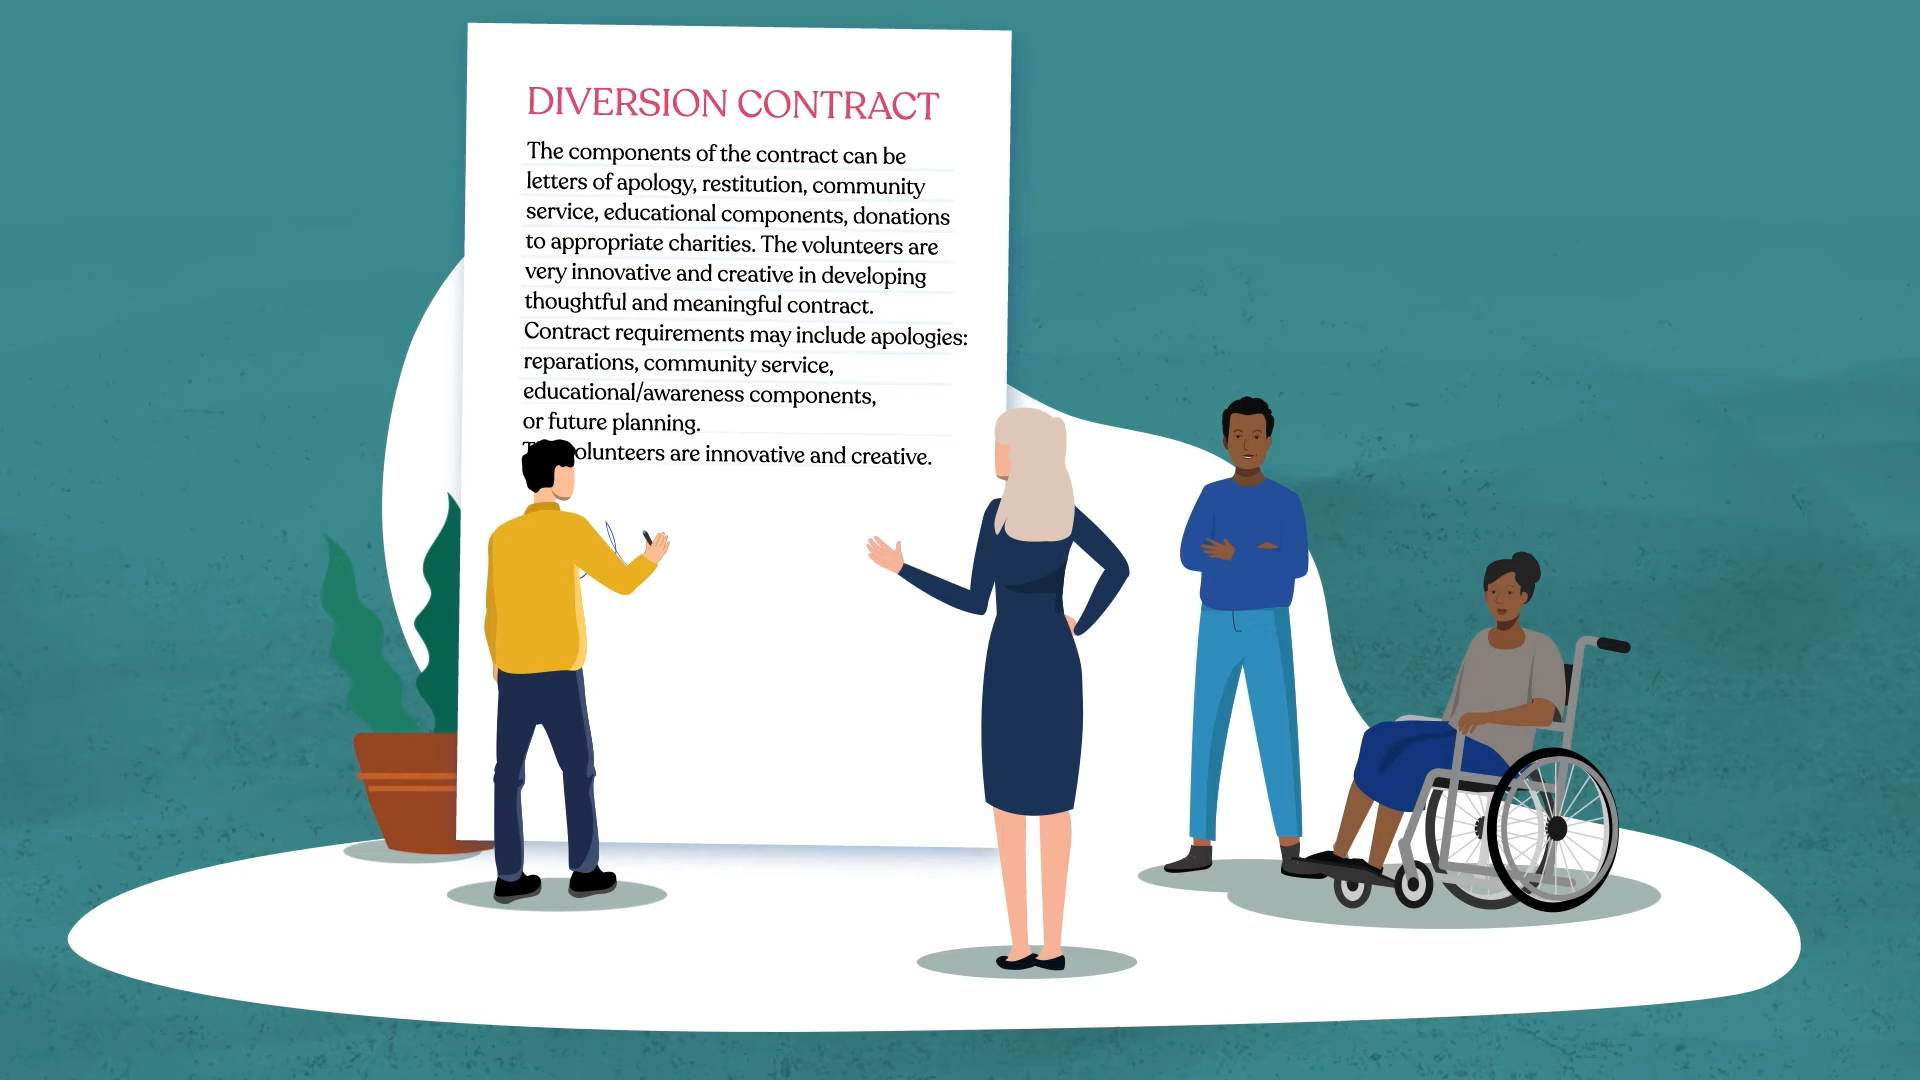 DIVERSION CONTRACT
The components of the contract can be
letters of apology, restitution, community
service, educational components, donations
to appropriate charities. The volunteers are
very innovative and creative in developing
thoughtful and meaningful contract.
Contract requirements may include apologies:
reparations, community service,
educational/awareness components,
or future planning.
volunteers are innovative and creative.